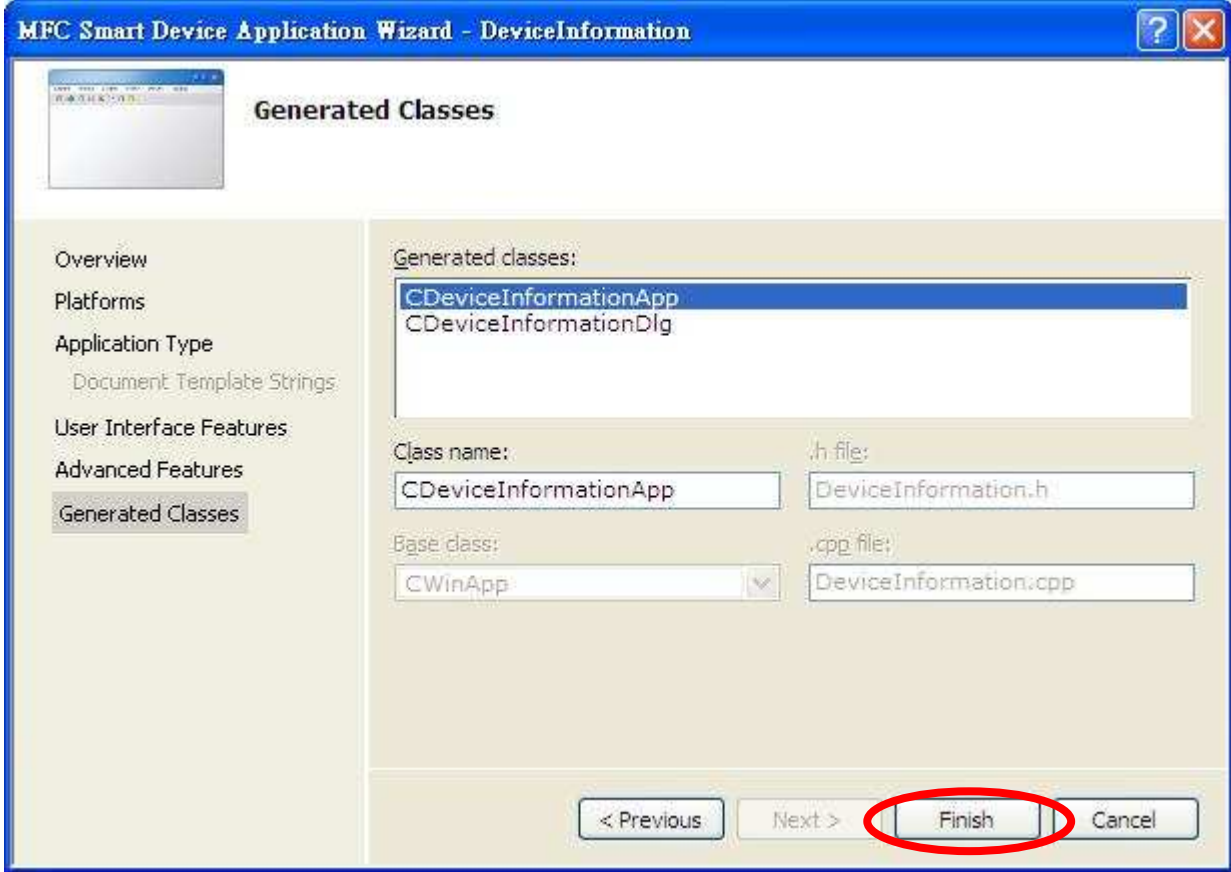 MFC Smart Device Application Wizard - DeviceInformation
Generated Classes
Overview
Platforms
Application Type
Document Template Strings
User Interface Features
Advanced Features
Generated Classes
Generated classes:
CDeviceInformationApp
CDeviceInformationDlg
Class name:
.h file:
CDeviceInformationApp
DeviceInformation.h
Base class:
.cpp file:
CWinApp
DeviceInformation.cpp
< Previous
Next >
Finish
Cancel